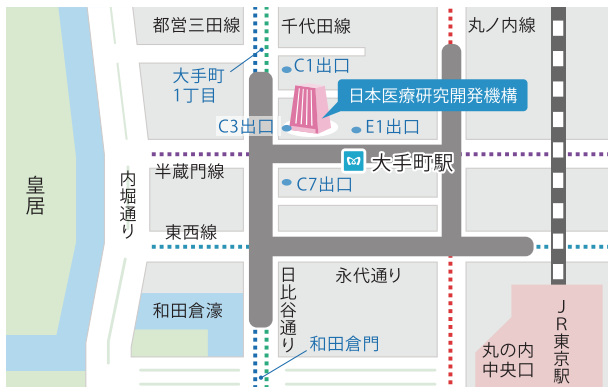 都営三田線
千代田線
丸ノ内線
C1出口
大手町
1丁目
日本医療研究開発機構
C3出口
E1出口
大手町駅
半蔵門線
C7出口
皇居
内堀通り
東西線
永代通り
日比谷通り
和田倉濠
和田倉門
丸の内
中央口
JR東京駅